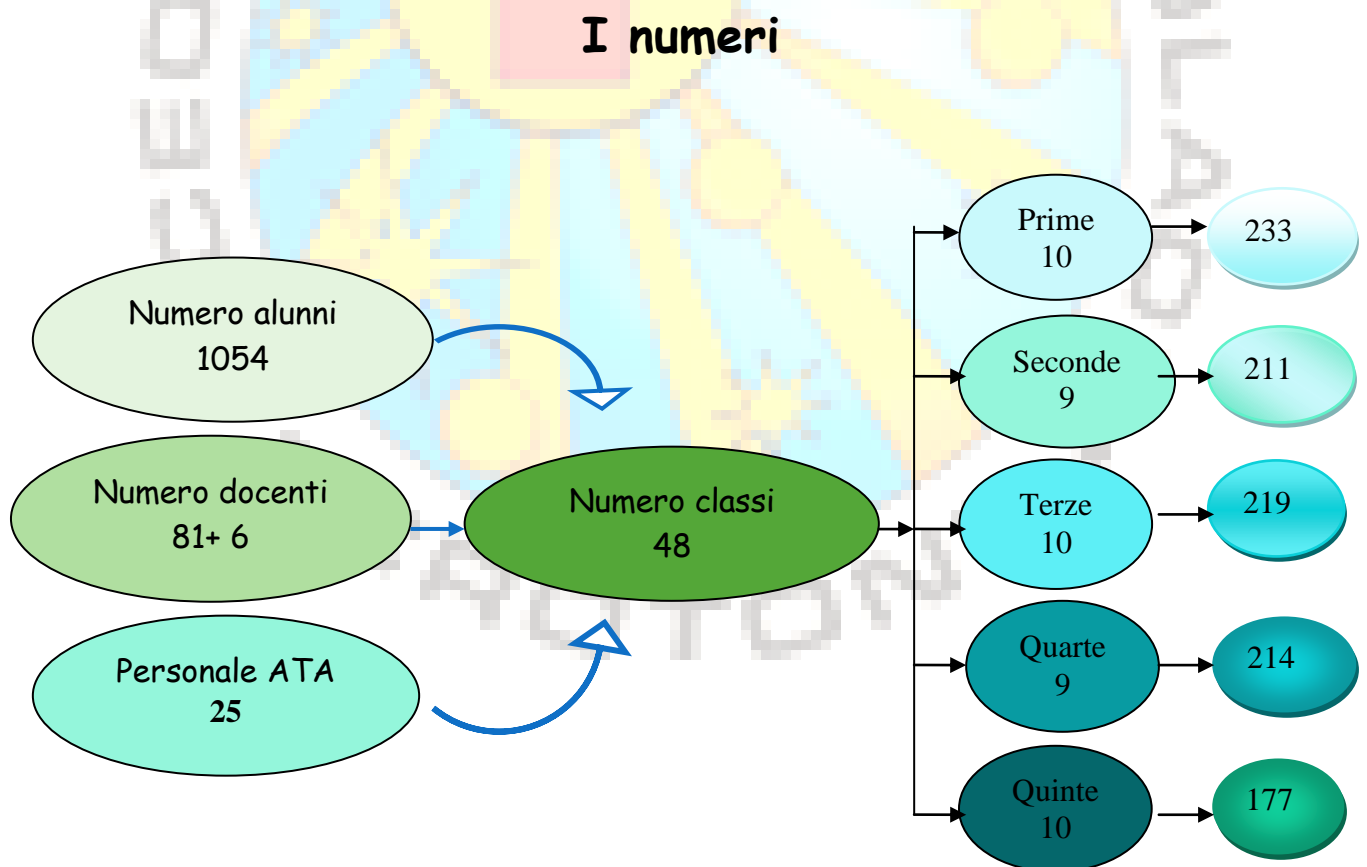 I numeri
Numero alunni
1054
Numero docenti
81+ 6
Personale ATA
25
Numero classi
48
Prime
10
233
Seconde
9
211
Terze
10
219
Quarte
9
214
Quinte
10
177